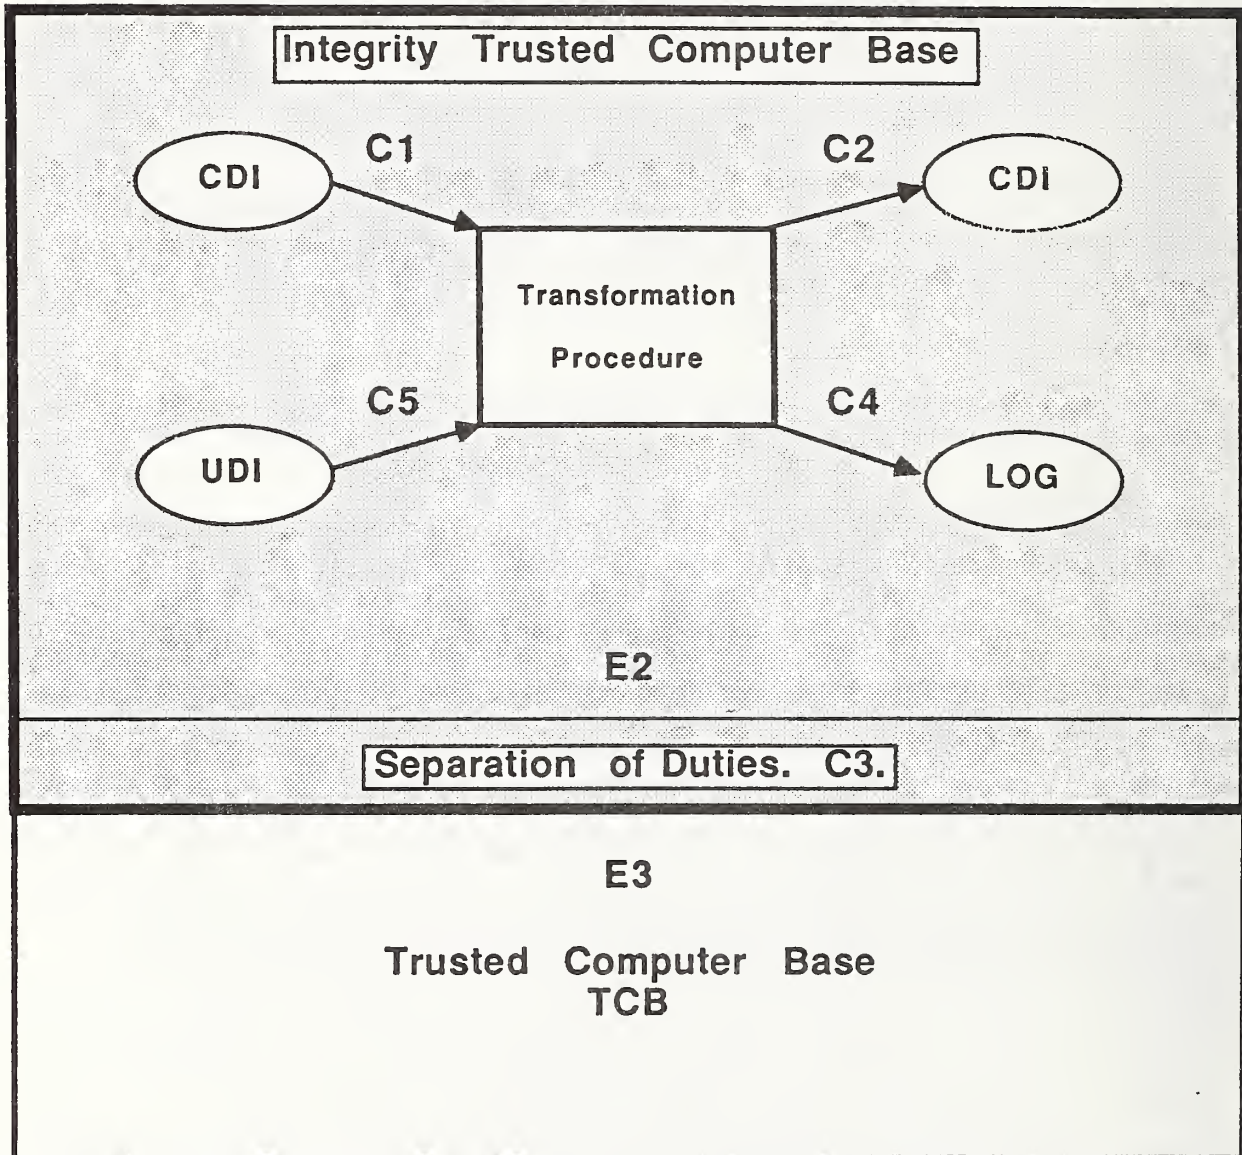 Integrity Trusted Computer Base
C1
C2
CDI
CDI
Transformation
Procedure
C5
C4
UDI
LOG
E2
Separation of Duties. C3.
E3
Trusted Computer Base
TCB